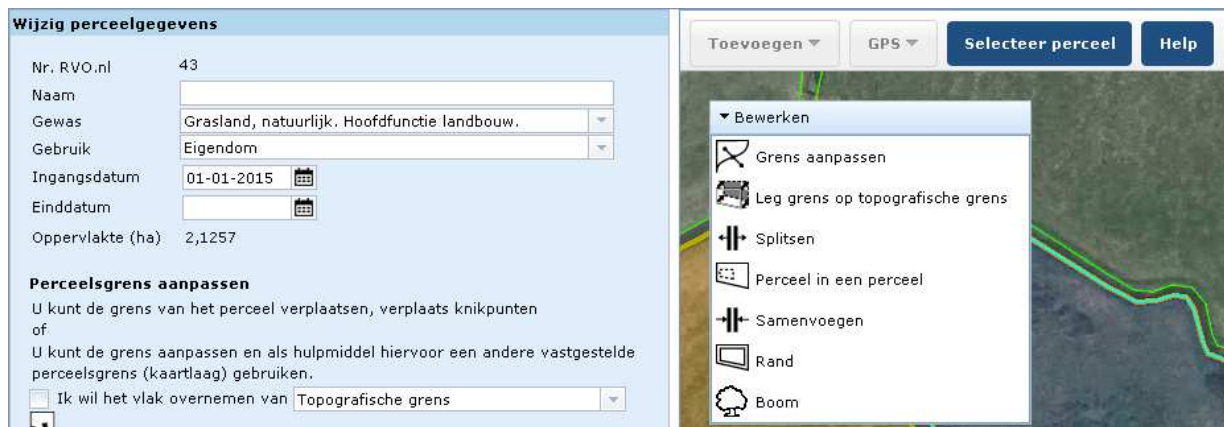 Wijzig perceelgegevens
Nr. RVO.nl 43
Naam
Gewas Grasland, natuurlijk. Hoofdfunctie landbouw.
Gebruik Eigendom
Ingangsdatum 01-01-2015
Einddatum
Oppervlakte (ha) 2,1257
Perceelsgrens aanpassen
U kunt de grens van het perceel verplaatsen, verplaats knikpunten
of
U kunt de grens aanpassen en als hulpmiddel hiervoor een andere vastgestelde
perceelsgrens (kaartlaag) gebruiken.
Ik wil het vlak overnemen van Topografische grens
Toevoegen GPS Selecteer perceel Help
Bewerken
Grens aanpassen
Leg grens op topografische grens
Splitsen
Perceel in een perceel
Samenvoegen
Rand
Boom